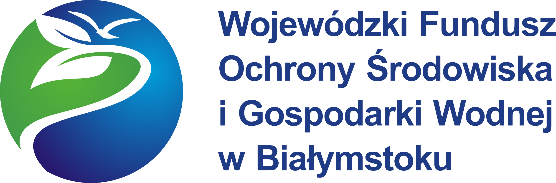 Wojewódzki Fundusz
Ochrony Środowiska
i Gospodarki Wodnej
w Białymstoku